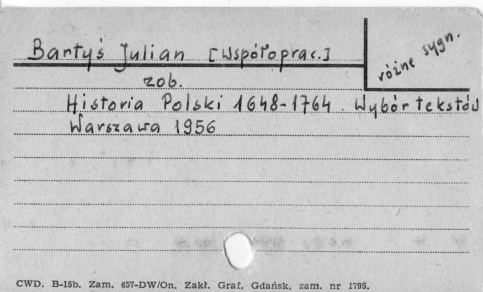 Bartyś Julian [Współoprac.]
różne sygn.
zob.
Historia Polski 1648-1764. Wybór tekstów
Warszawa 1956
CWD. B-15b. Zam. 657-DW/On. Zakł. Graf. Gdańsk, zam. nr 1795.